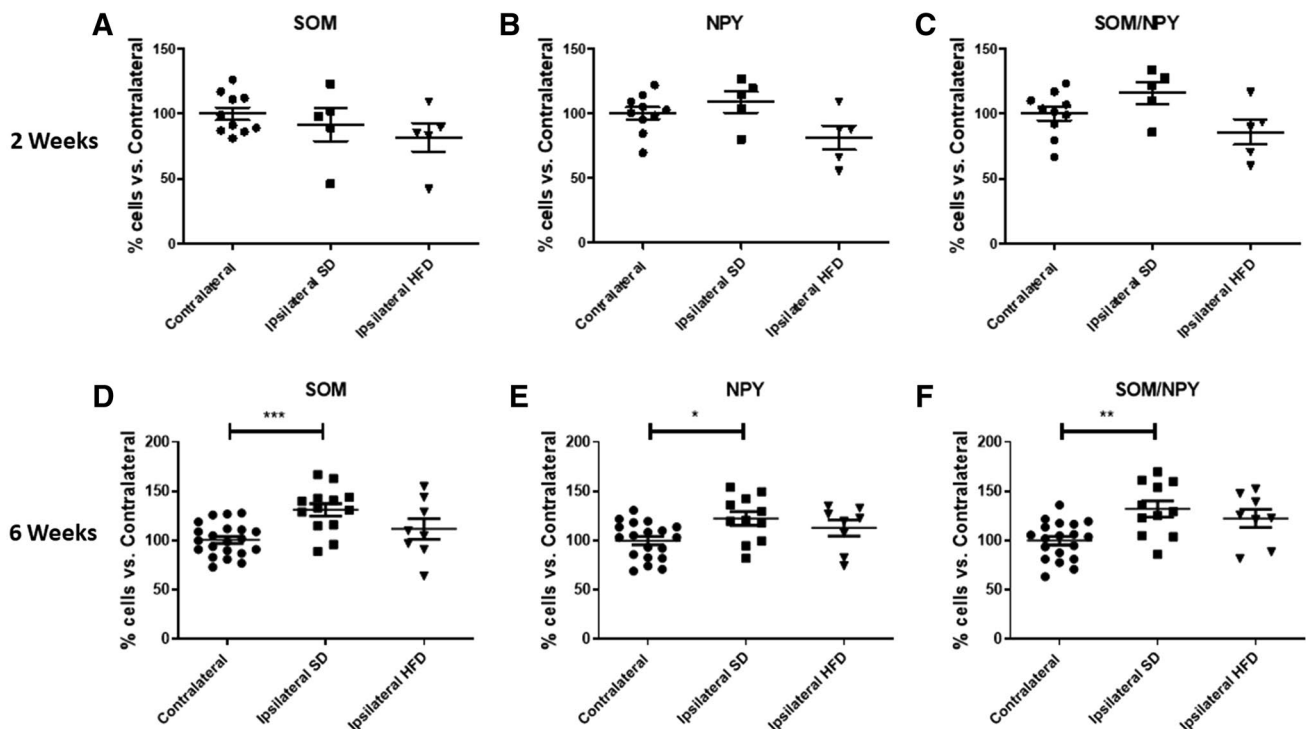 A
SOM
B
NPY
C
SOM/NPY
2 Weeks
% cells vs. Contralateral
150
100
50
0
Contralateral
Ipsilateral SD
Ipsilateral HFD
% cells vs. Contralateral
150
100
50
0
Contralateral
Ipsilateral SD
Ipsilateral HFD
% cells vs. Contralateral
150
100
50
0
Contralateral
Ipsilateral SD
Ipsilateral HFD
D
SOM
E
NPY
F
SOM/NPY
6 Weeks
% cells vs. Contralateral
200
150
100
50
0
***
Contralateral
Ipsilateral SD
Ipsilateral HFD
% cells vs. Contralateral
200
150
100
50
0
*
Contralateral
Ipsilateral SD
Ipsilateral HFD
% cells vs. Contralateral
200
150
100
50
0
**
Contralateral
Ipsilateral SD
Ipsilateral HFD